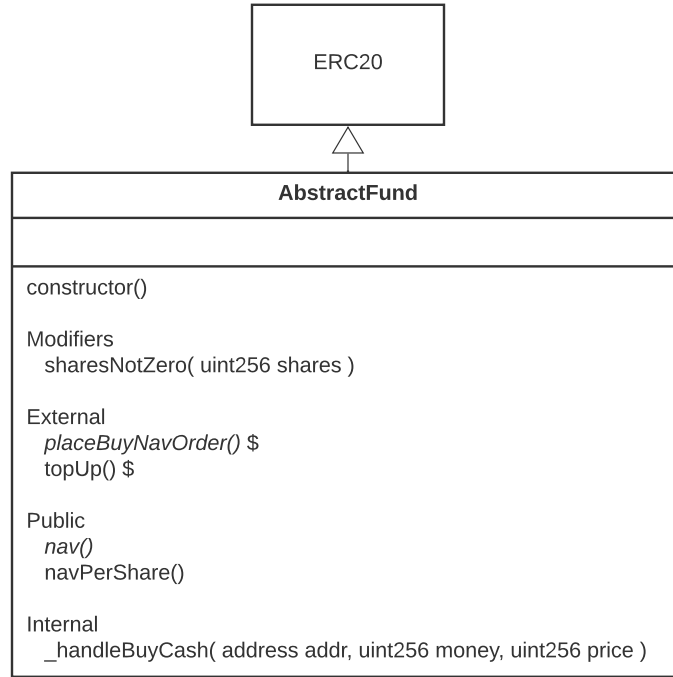 ERC20
AbstractFund
constructor()
Modifiers
sharesNotZero( uint256 shares )
External
placeBuyNavOrder() $
topUp() $
Public
nav()
navPerShare()
Internal
_handleBuyCash( address addr, uint256 money, uint256 price )